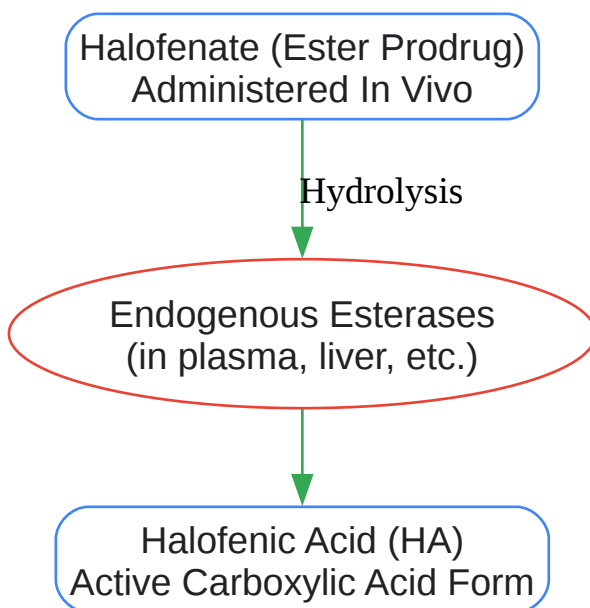 Halofenate (Ester Prodrug)
Administered In Vivo
Hydrolysis
Endogenous Esterases
(in plasma, liver, etc.)
Halofenic Acid (HA)
Active Carboxylic Acid Form